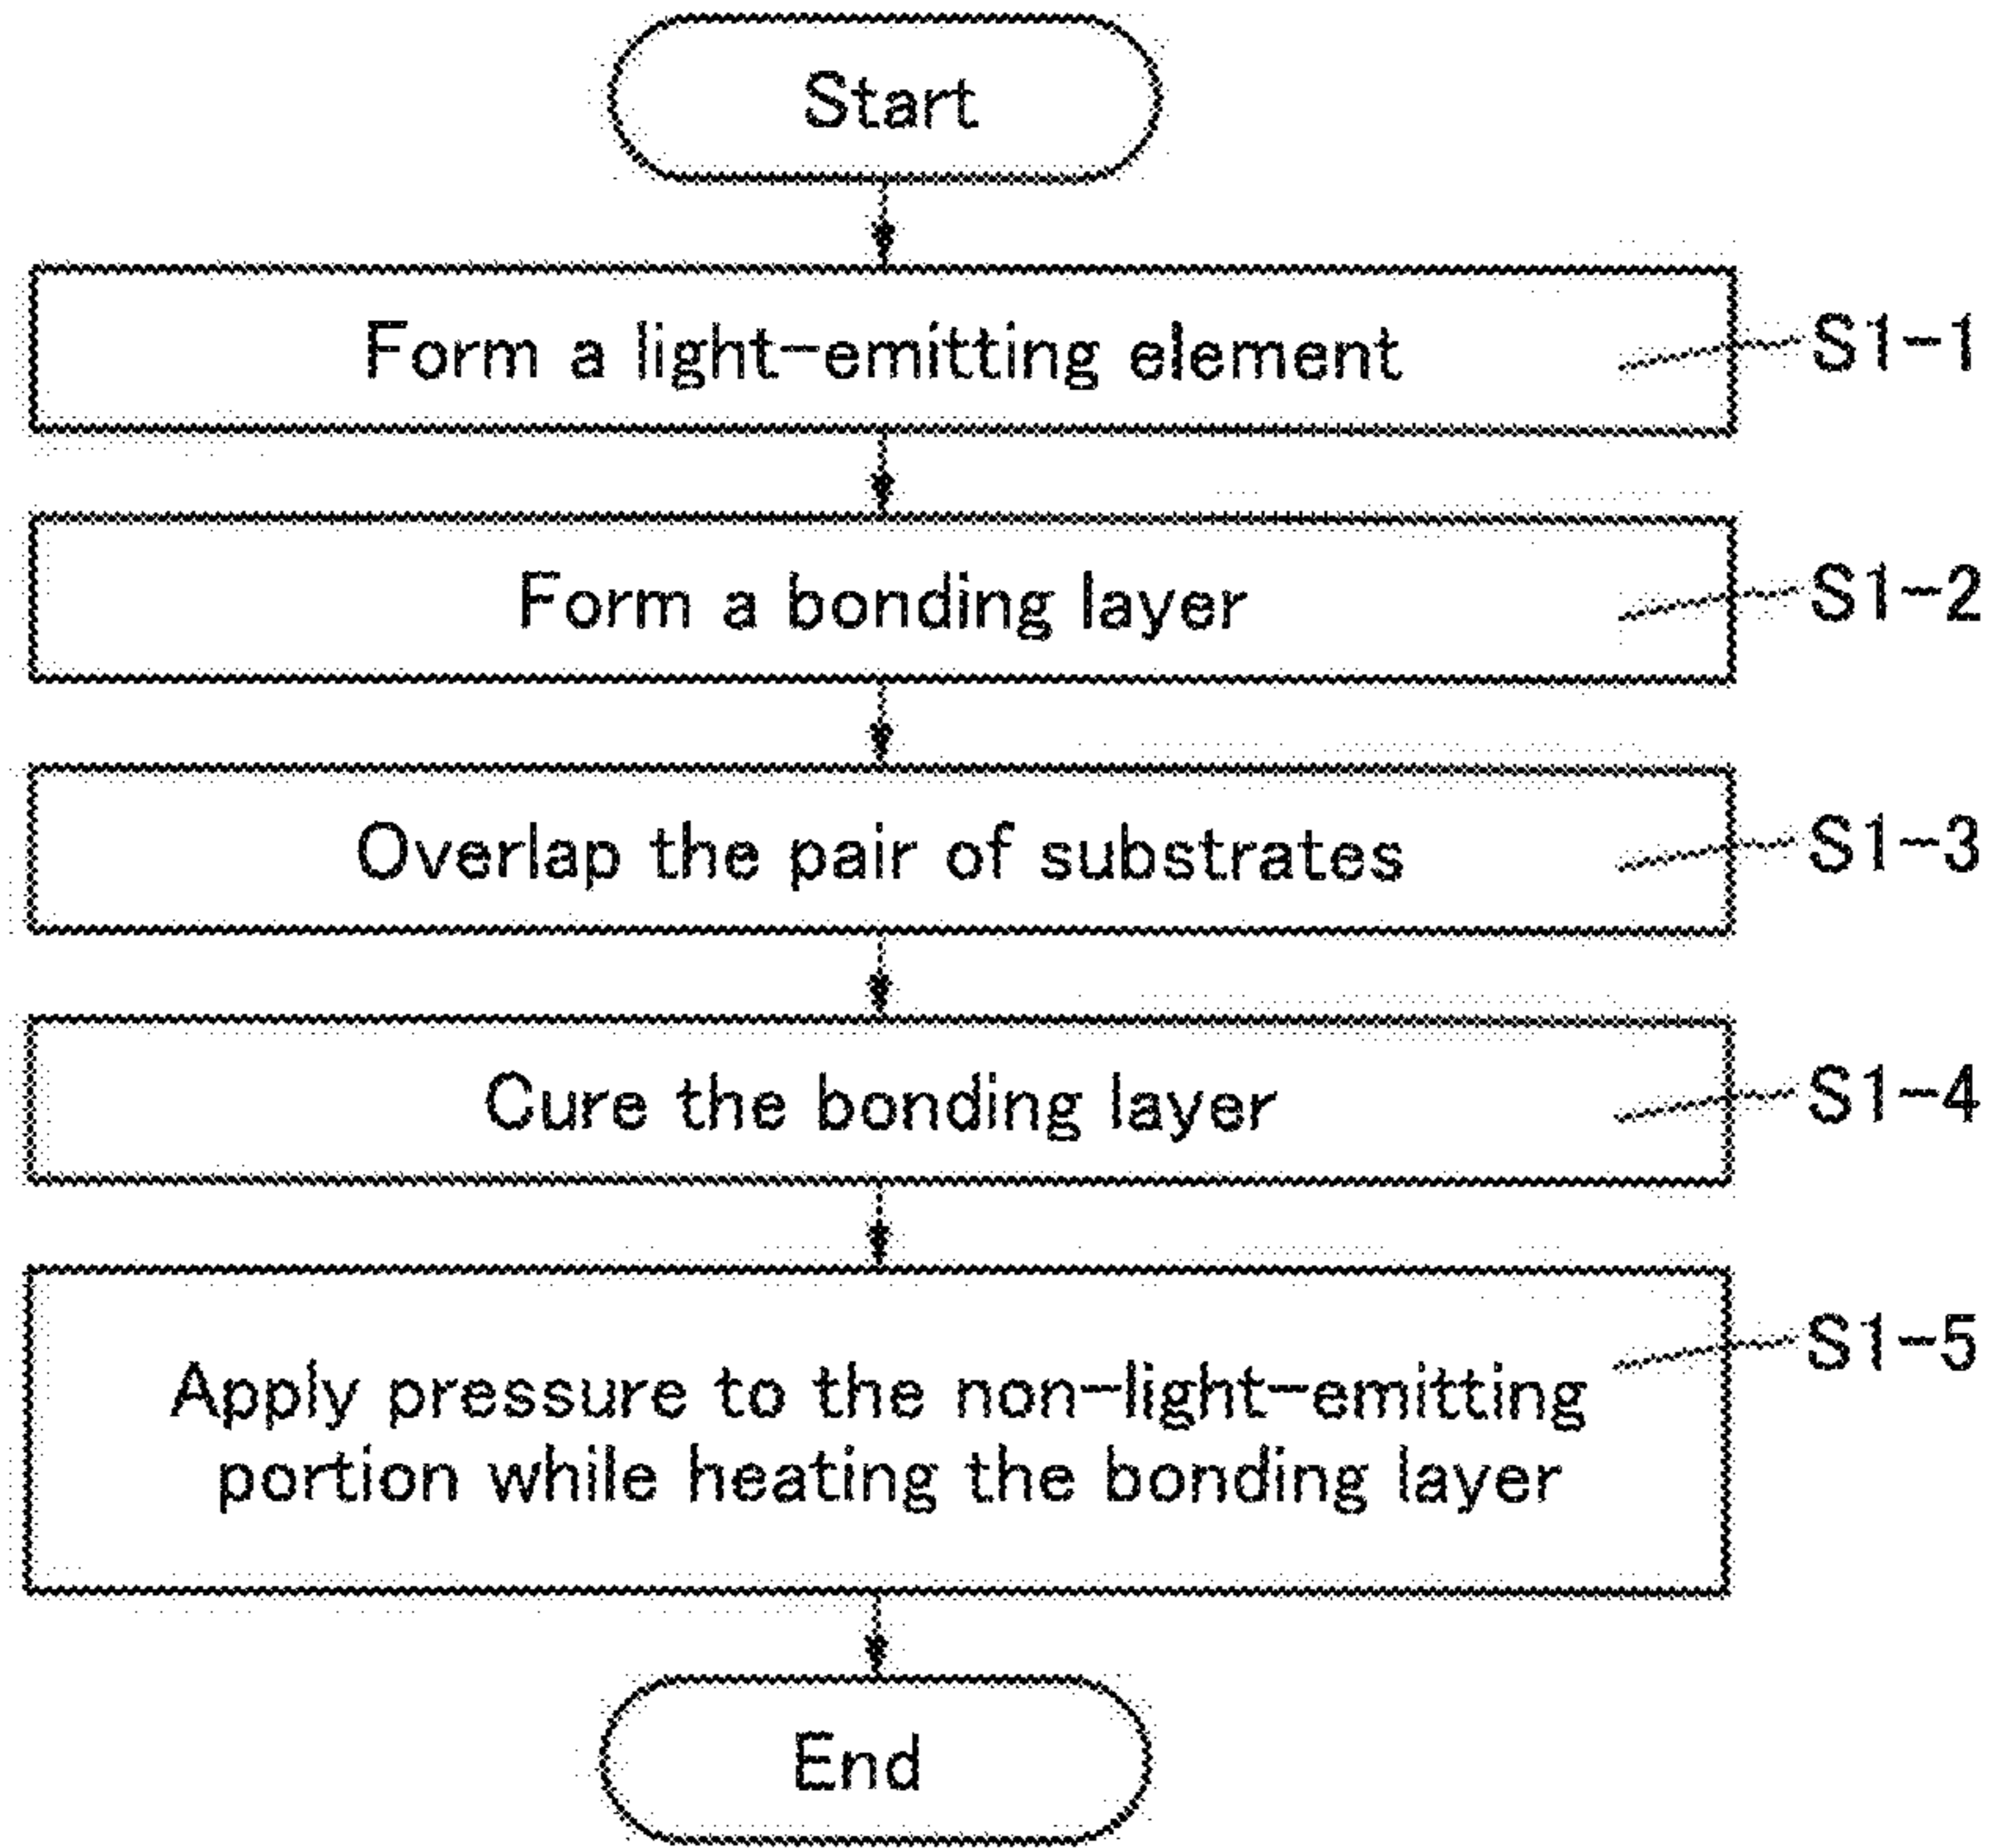 Start
Form a light-emitting element
S1-1
Form a bonding layer
S1-2
Overlap the pair of substrates
S1-3
Cure the bonding layer
S1-4
S1-5
Apply pressure to the non-light-emitting
portion while heating the bonding layer
End